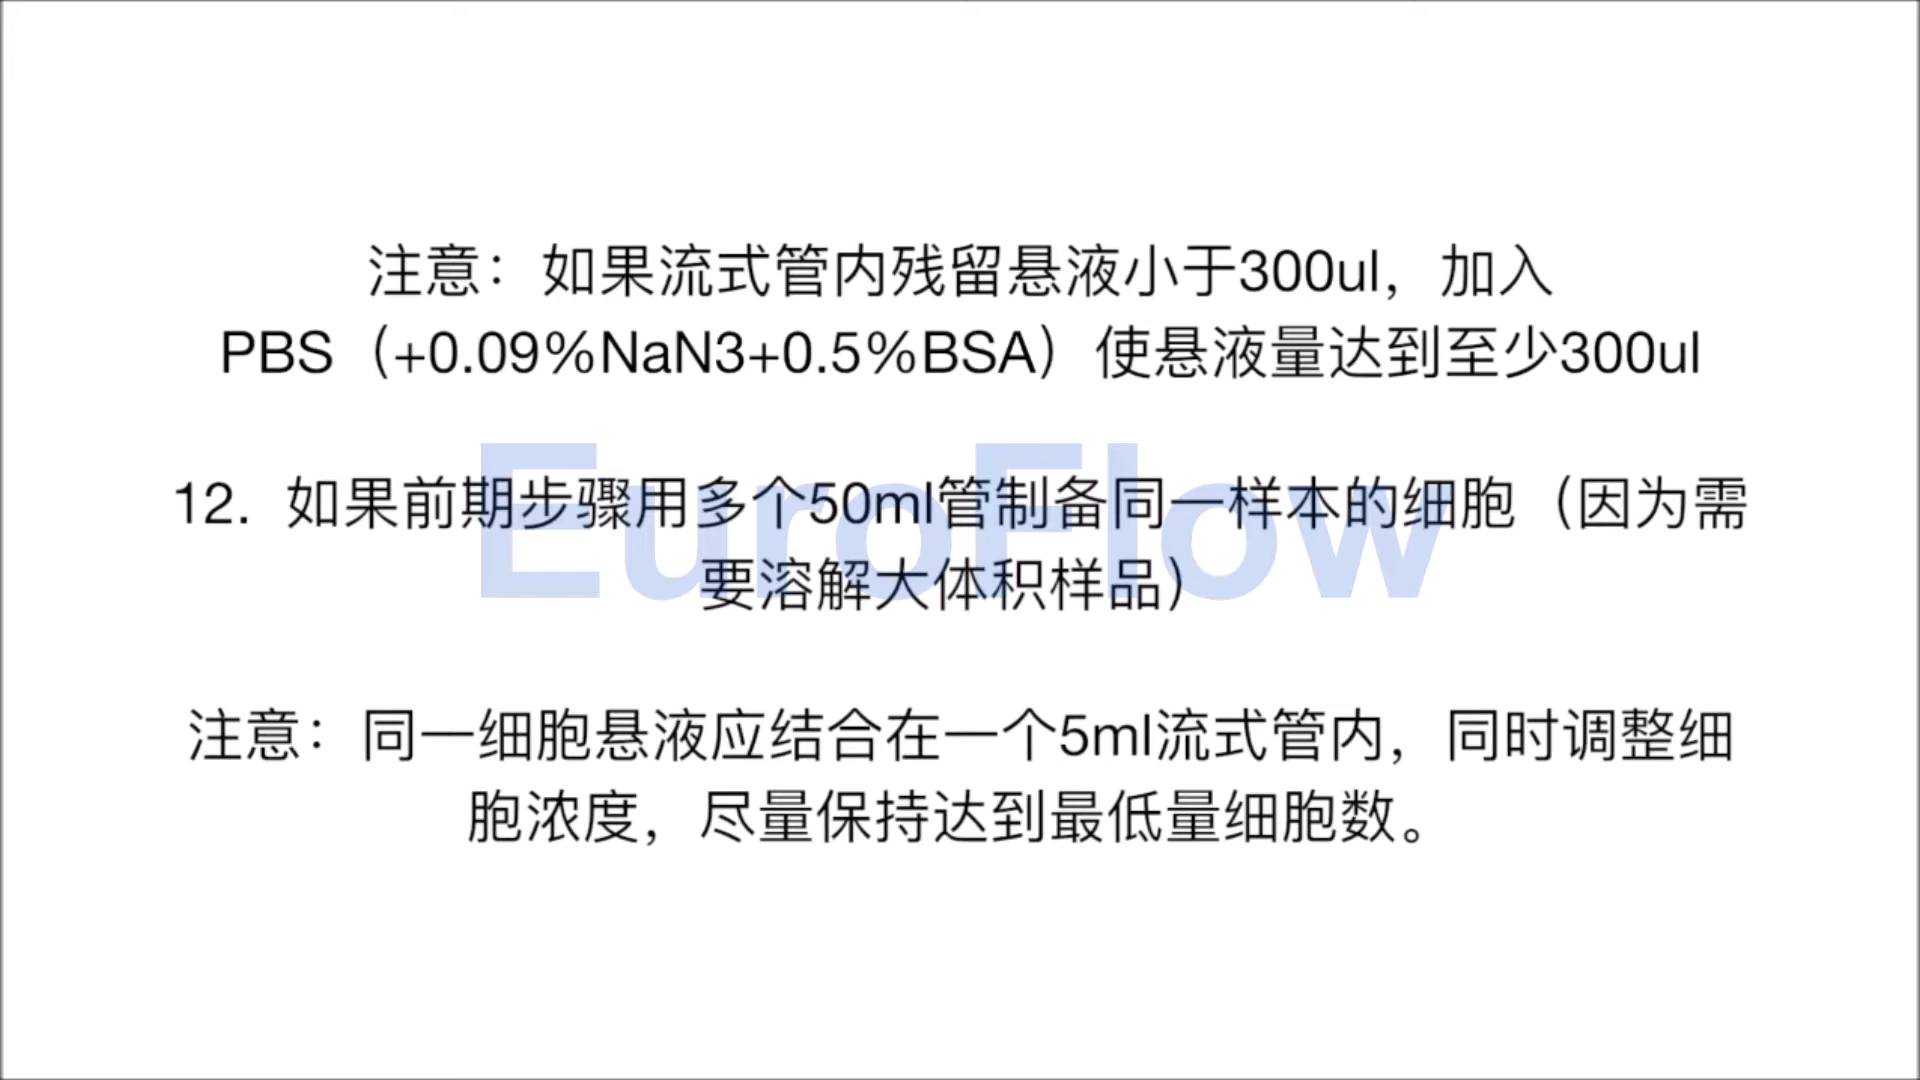 注意：如果流式管内残留悬液小于300ul，加入
PBS（+0.09%NaN3+0.5%BSA）使悬液量达到至少300ul
EuroFlow
12. 如果前期步骤用多个50ml管制备同一样本的细胞（因为需
要溶解大体积样品）
注意：同一细胞悬液应结合在一个5ml流式管内，同时调整细
胞浓度，尽量保持达到最低量细胞数。